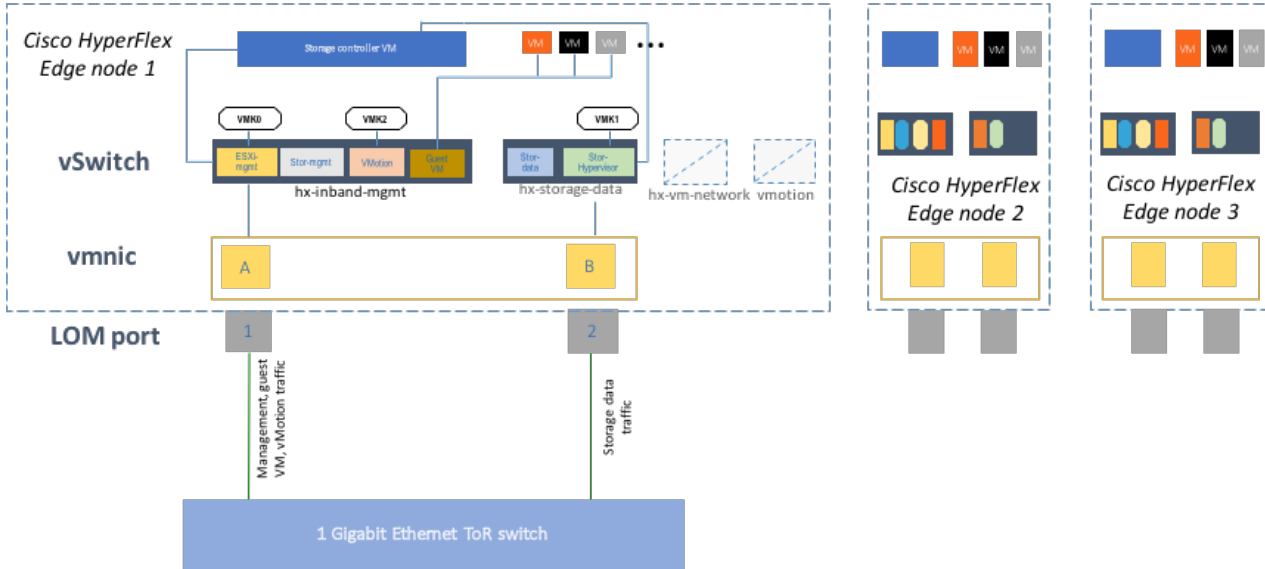 Cisco HyperFlex
Edge node 1
Storage controller VM
VM
VM
VM
•••
VM
VM
VM
VM
VM
VM
VMK0
VMK2
VMK1
vSwitch
ESXi-
mgmt
Stor-mgmt
VMotion
Guest
VM
Stor-
data
Stor-
Hypervisor
hx-inband-mgmt
hx-storage-data
hx-vm-network
vmotion
Cisco HyperFlex
Edge node 2
Cisco HyperFlex
Edge node 3
vmnic
A
B
LOM port
1
2
Management, guest
VM, vMotion traffic
Storage data
traffic
1 Gigabit Ethernet ToR switch